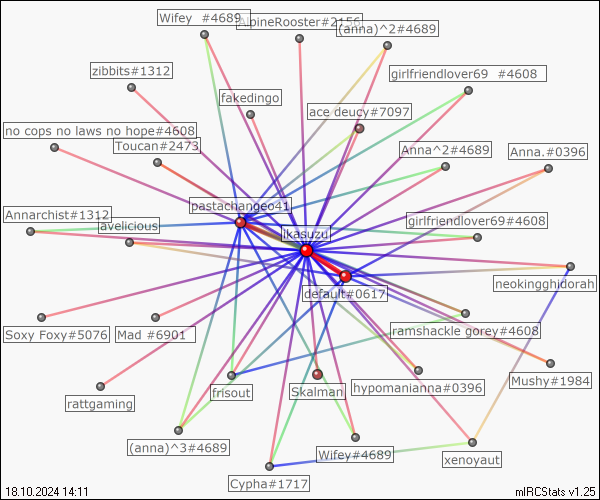 Wifey  #4689
AlpineRooster#2156
(anna)^2#4689
zibbits#1312
girlfriendlover69  #4608
fakedingo
ace deucy#7097
no cops no laws no hope#4608
Toucan#2473
Anna^2#4689
Anna.#0396
pastachangeo41
Annarchist#1312
avelicious
ikasuzu
girlfriendlover69#4608
default#0617
neokingghidorah
Soxy Foxy#5076
Mad #6901
ramshackle gorey#4608
rattgaming
frisout
Skalman
hypomanianna#0396
Mushy#1984
(anna)^3#4689
Wifey#4689
xenoyaut
Cypha#1717
18.10.2024 14:11
mIRCStats v1.25